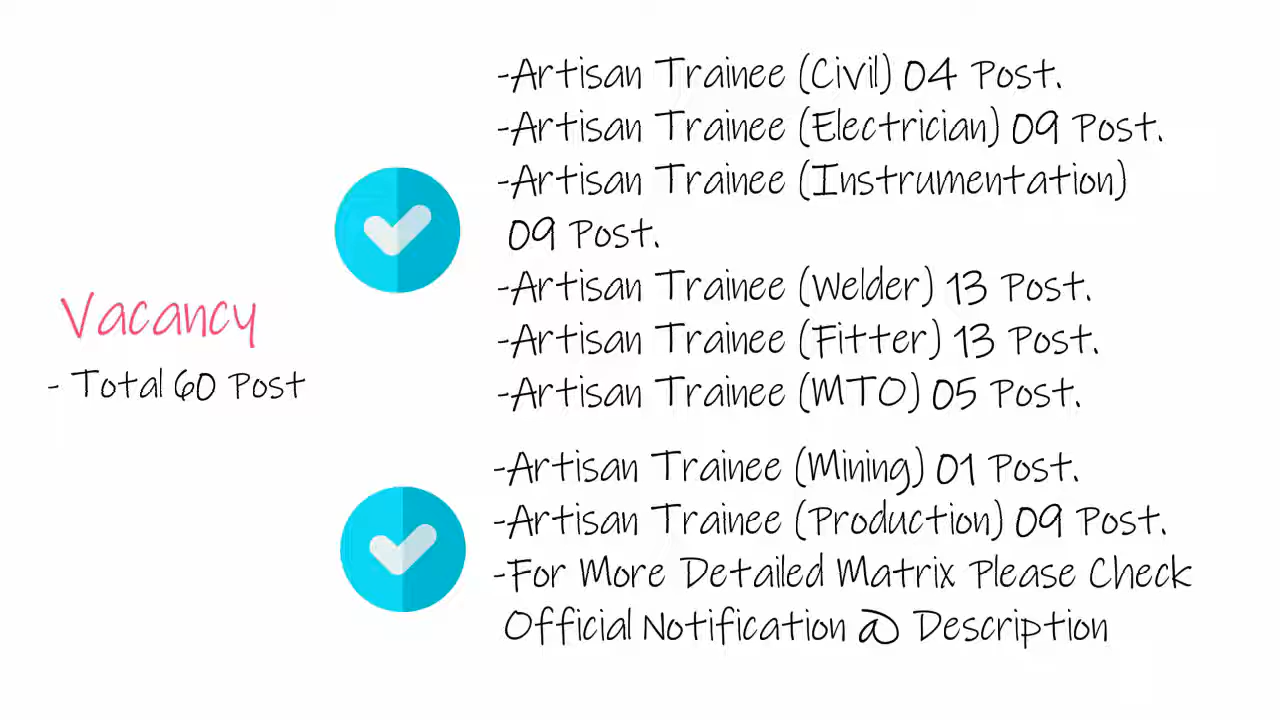 Vacancy
- Total 60 Post
-Artisan Trainee (Civil) 04 Post.
-Artisan Trainee (Electrician) 09 Post.
-Artisan Trainee (Instrumentation)
09 Post.
-Artisan Trainee (Welder) 13 Post.
-Artisan Trainee (Fitter) 13 Post.
-Artisan Trainee (MTO) 05 Post.
-Artisan Trainee (Mining) 01 Post.
-Artisan Trainee (Production) 09 Post.
-For More Detailed Matrix Please Check
Official Notification @ Description